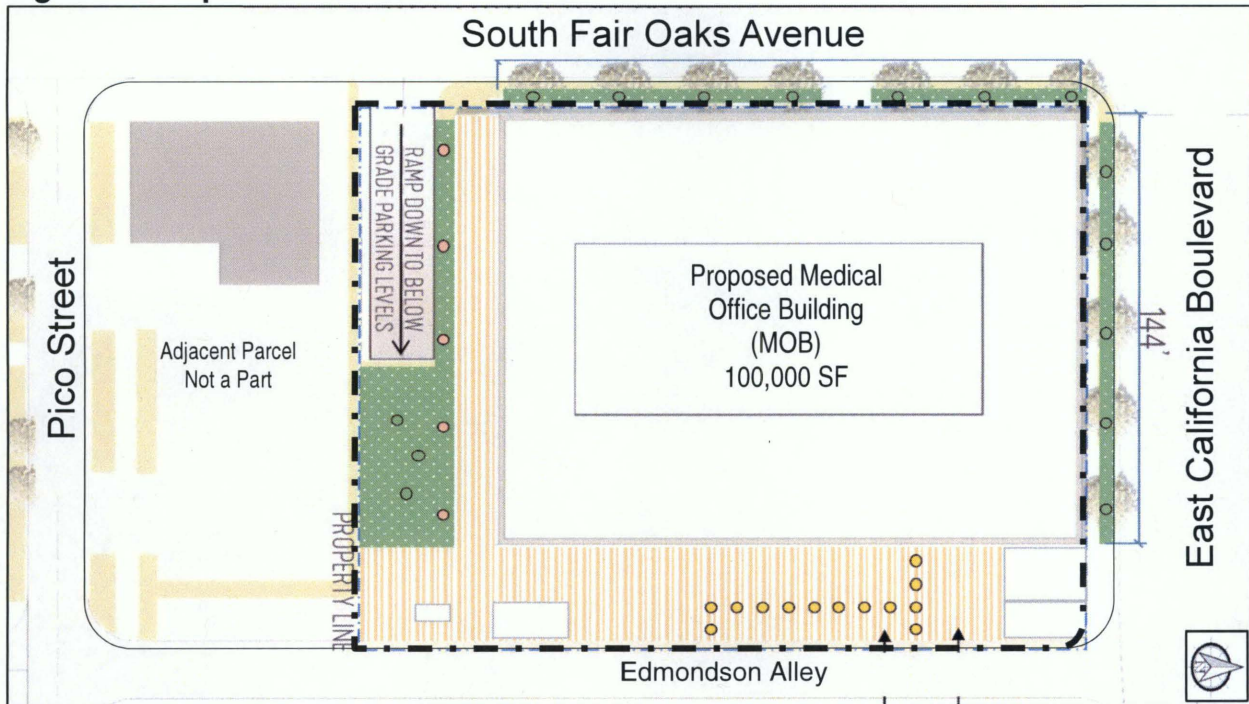 South Fair Oaks Avenue
Pico Street
Adjacent Parcel
Not a Part
RAMP DOWN TO BELOW
GRADE PARKING LEVELS
PROPERTY LINE
Proposed Medical
Office Building
(MOB)
100,000 SF
144'
East California Boulevard
Edmondson Alley